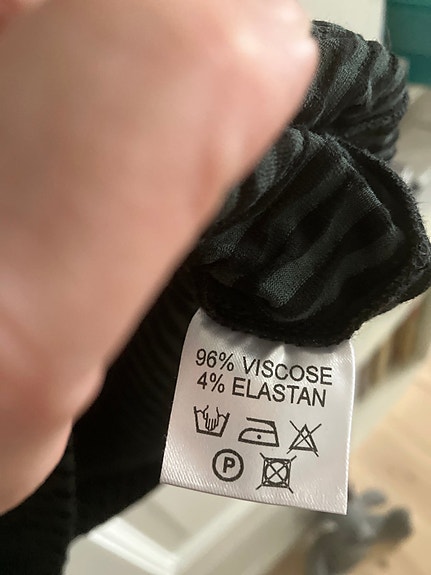 96% VISCOSE
4% ELASTAN
P